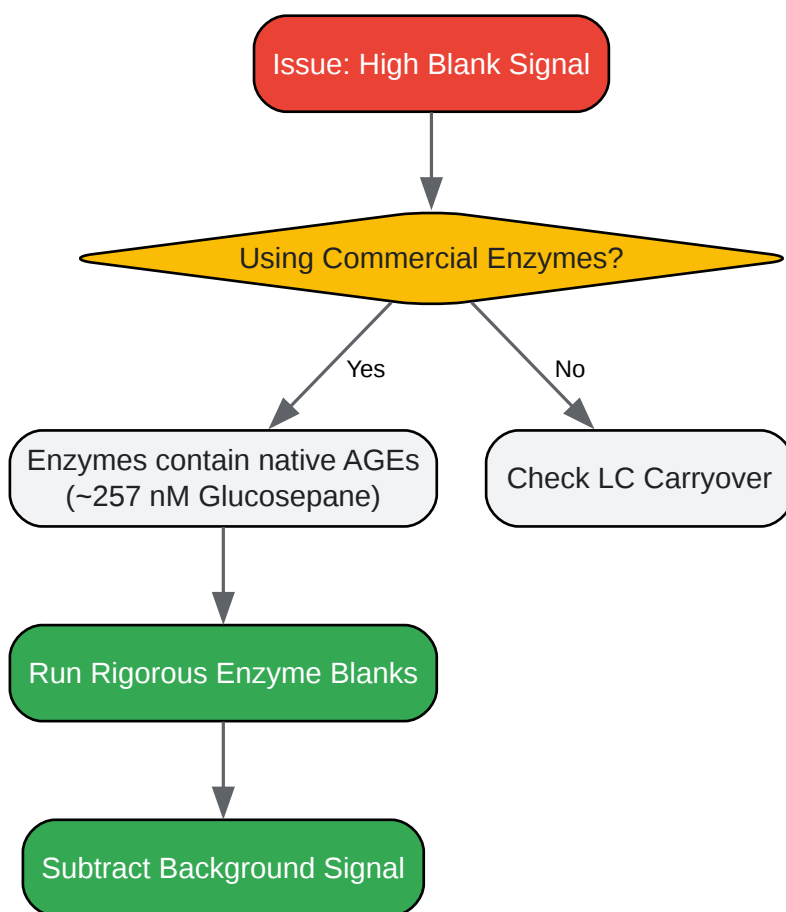 Issue: High Blank Signal
Using Commercial Enzymes?
Yes
No
Enzymes contain native AGEs
(~257 nM Glucosepane)
Check LC Carryover
Run Rigorous Enzyme Blanks
Subtract Background Signal